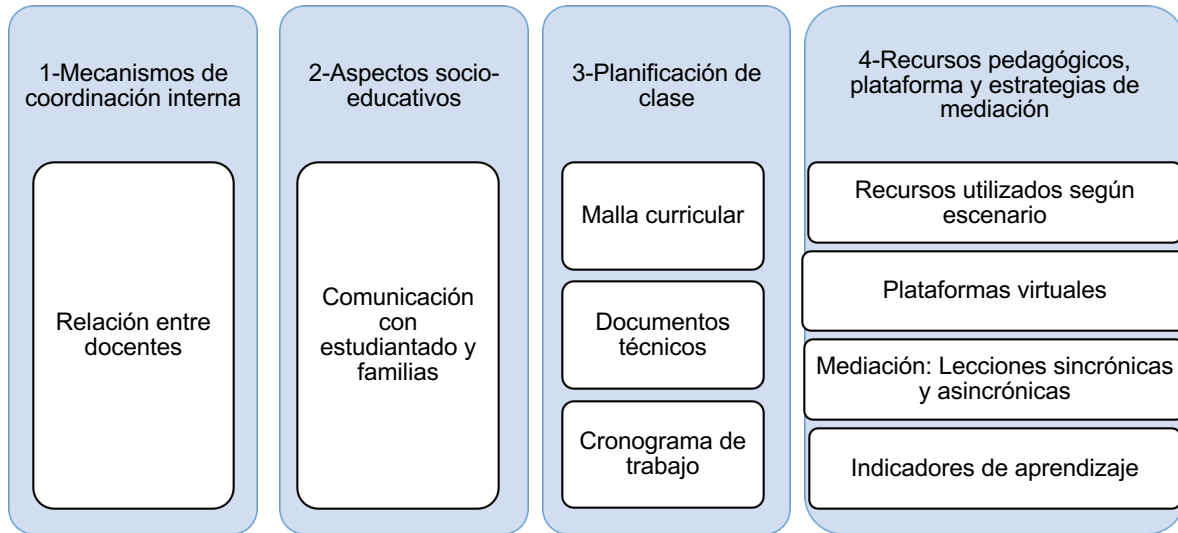 1-Mecanismos de
coordinación interna
Relación entre
docentes
2-Aspectos socio-
educativos
Comunicación
con
estudiantado y
familias
3-Planificación de
clase
Malla curricular
Documentos
técnicos
Cronograma de
trabajo
4-Recursos pedagógicos,
plataforma y estrategias de
mediación
Recursos utilizados según
escenario
Plataformas virtuales
Mediación: Lecciones sincrónicas
y asincrónicas
Indicadores de aprendizaje